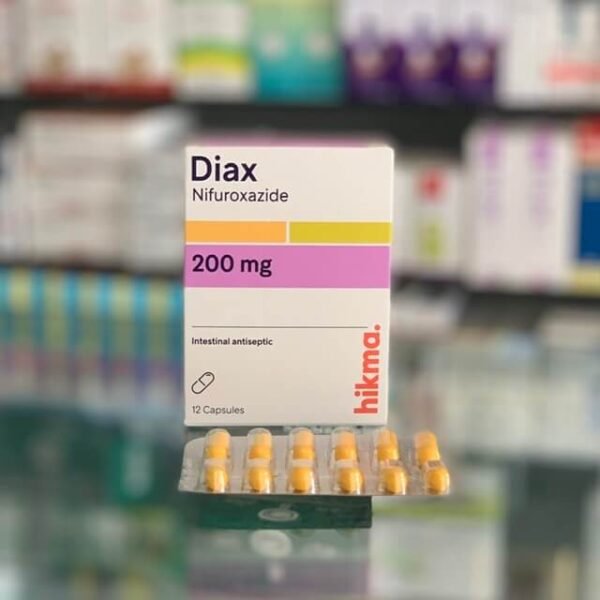 Diax
Nifuroxazide
200 mg
Intestinal antiseptic
12 Capsules
hikma.